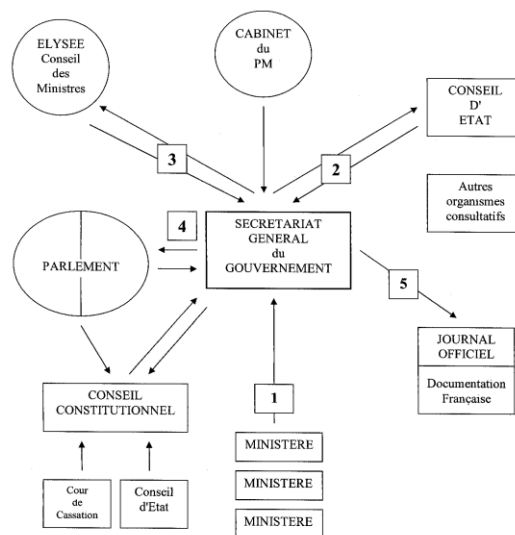 ELYSEE
Conseil
des
Ministres
CABINET
du
PM
CONSEIL
D'
ETAT
3
2
Autres
organismes
consultatifs
4
SECRETARIAT
GENERAL
du
GOUVERNEMENT
PARLEMENT
5
JOURNAL
OFFICIEL
Documentation
Française
CONSEIL
CONSTITUTIONNEL
1
MINISTERE
MINISTERE
MINISTERE
Cour
de
Cassation
Conseil
d'Etat